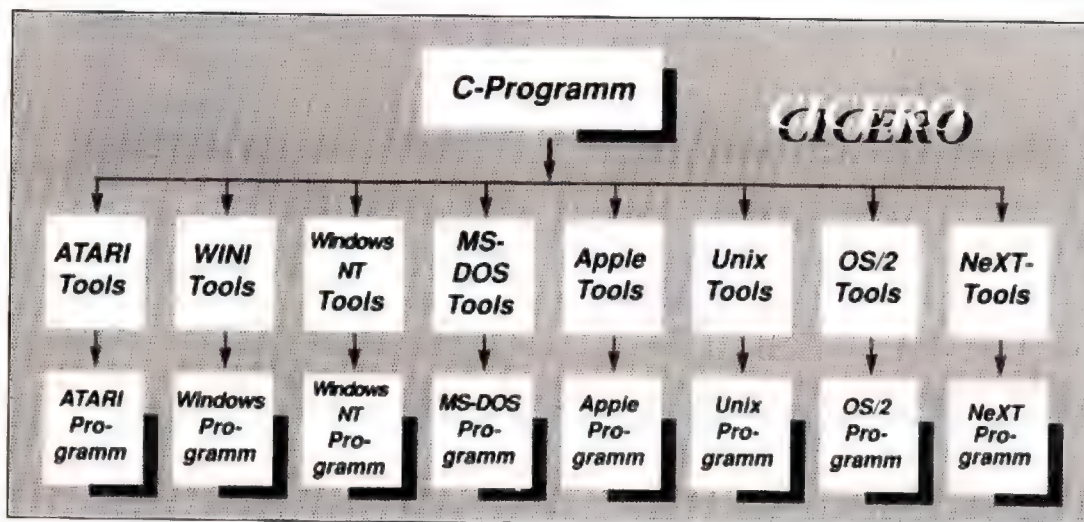 C-Programm
CICERO
ATARI
Tools
WINI
Tools
Windows
NT
Tools
MS-
DOS
Tools
Apple
Tools
Unix
Tools
OS/2
Tools
NeXT-
Tools
ATARI
Pro-
gramm
Windows
Pro-
gramm
Windows
NT
Pro-
gramm
MS-DOS
Pro-
gramm
Apple
Pro-
gramm
Unix
Pro-
gramm
OS/2
Pro-
gramm
NeXT
Pro-
gramm